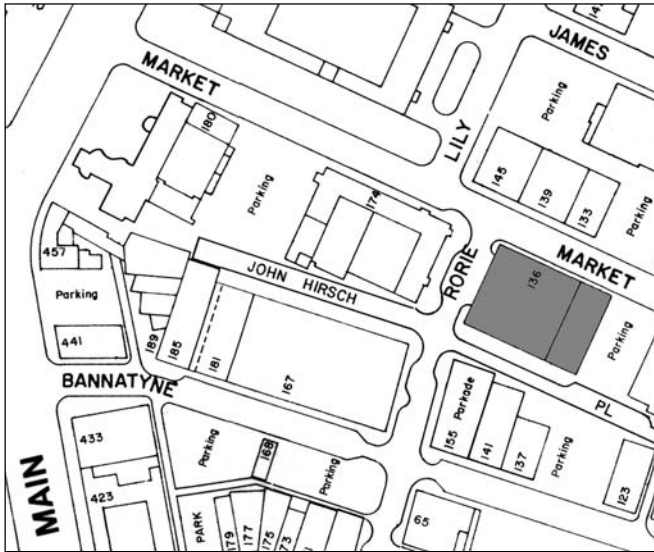 JAMES
MARKET
LILY
Parking
180
145
139
133
Parking
Parking
174
457
Parking
JOHN HIRSCH
RORIE
MARKET
136
441
189
185
181
167
Parking
BANNATYNE
PL
Parkade
155
141
137
Parking
123
433
423
MAIN
Parking
168
Parking
PARK
179
177
175
73
65